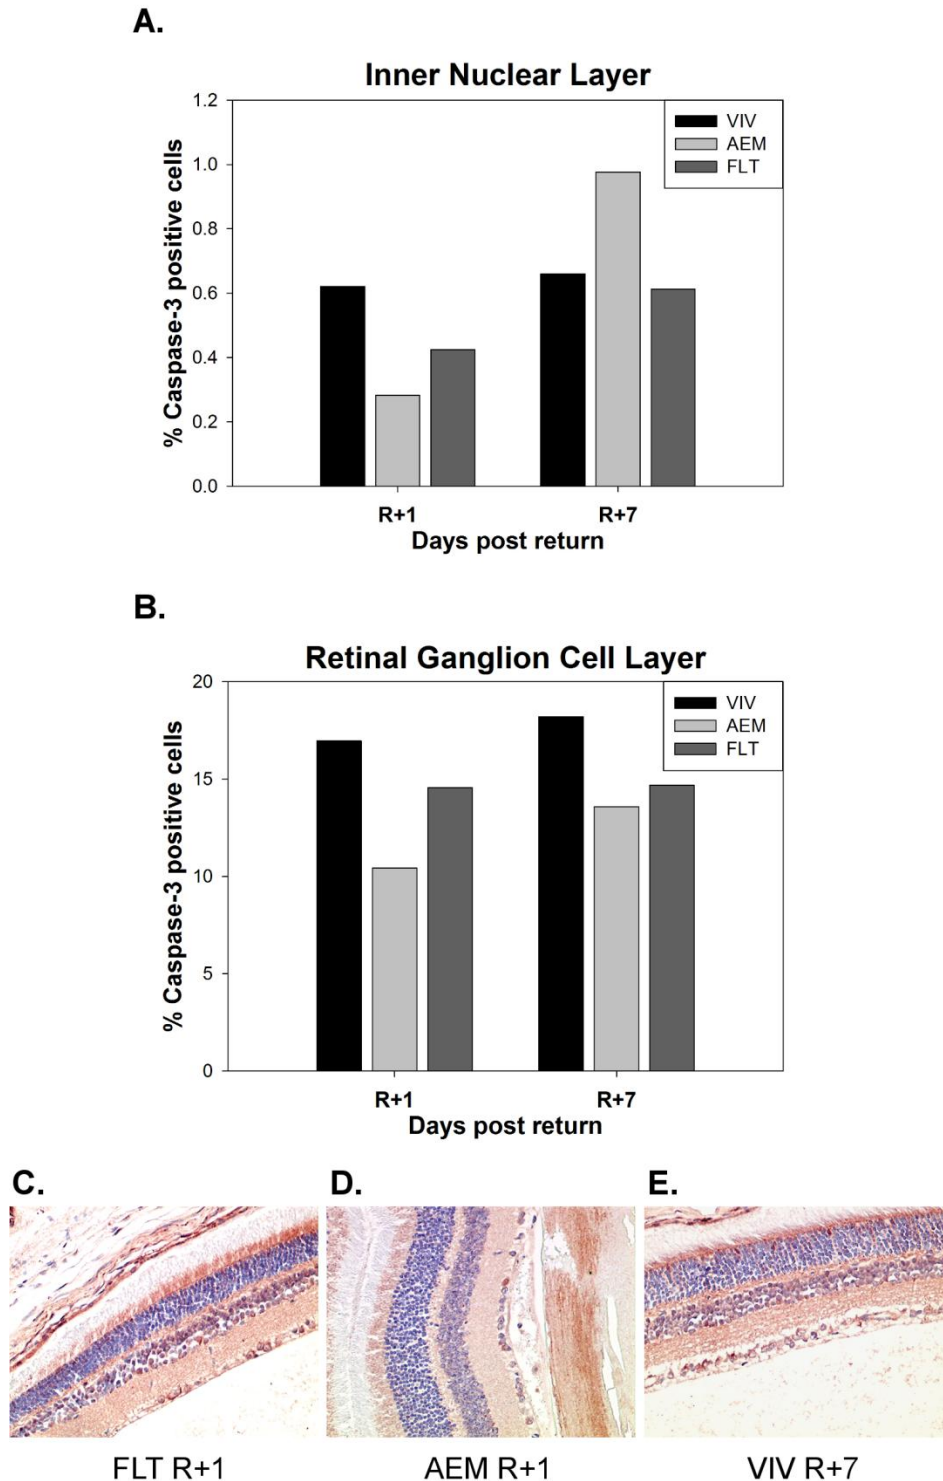 A.
Inner Nuclear Layer
% Caspase-3 positive cells
1.2
1.0
0.8
0.6
0.4
0.2
0.0
VIV
AEM
FLT
R+1 R+7
Days post return
B.
Retinal Ganglion Cell Layer
% Caspase-3 positive cells
20
15
10
5
0
VIV
AEM
FLT
R+1 R+7
Days post return
C. D. E.
FLT R+1 AEM R+1 VIV R+7